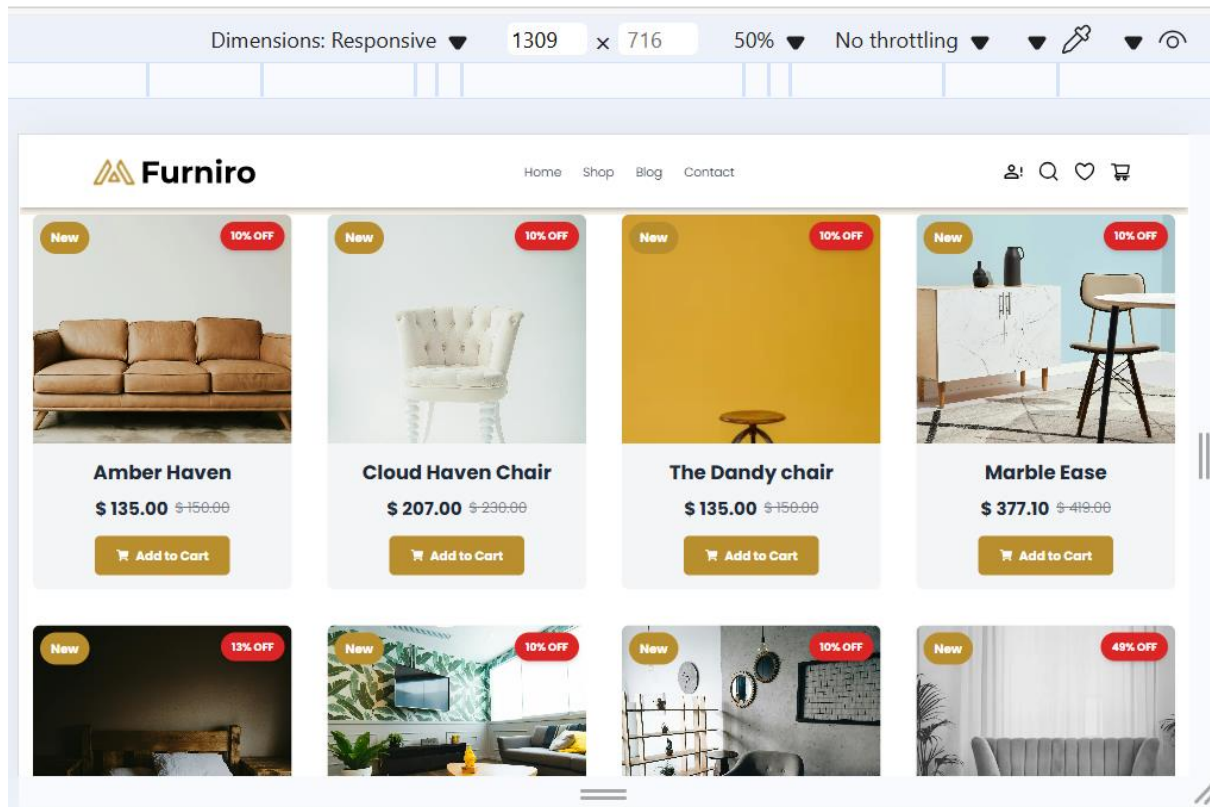 Dimensions: Responsive 1309 × 716 50% No throttling
Furniro Home Shop Blog Contact
New 10% OFF New 10% OFF New 10% OFF New 10% OFF
Amber Haven Cloud Haven Chair The Dandy chair Marble Ease
$ 135.00 $ 150.00 $ 207.00 $ 230.00 $ 135.00 $ 150.00 $ 377.10 $ 419.00
Add to Cart Add to Cart Add to Cart Add to Cart
New 13% OFF New 10% OFF New 10% OFF New 49% OFF